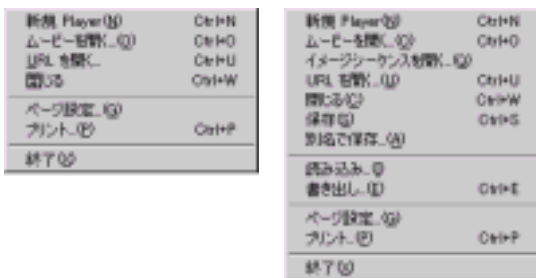 新規 Player(N) Ctrl+N
ムービーを開く...(O) Ctrl+O
URL を開く... Ctrl+U
閉じる Ctrl+W
ページ設定...(G)
プリント...(P) Ctrl+P
終了(X)
新規 Player(N) Ctrl+N
ムービーを開く...(O) Ctrl+O
イメージシーケンスを開く...(Q)
URL を開く...(U) Ctrl+U
閉じる(C) Ctrl+W
保存(S) Ctrl+S
別名で保存...(A)
読み込み...(I)
書き出し...(E) Ctrl+E
ページ設定...(G)
プリント...(P) Ctrl+P
終了(X)